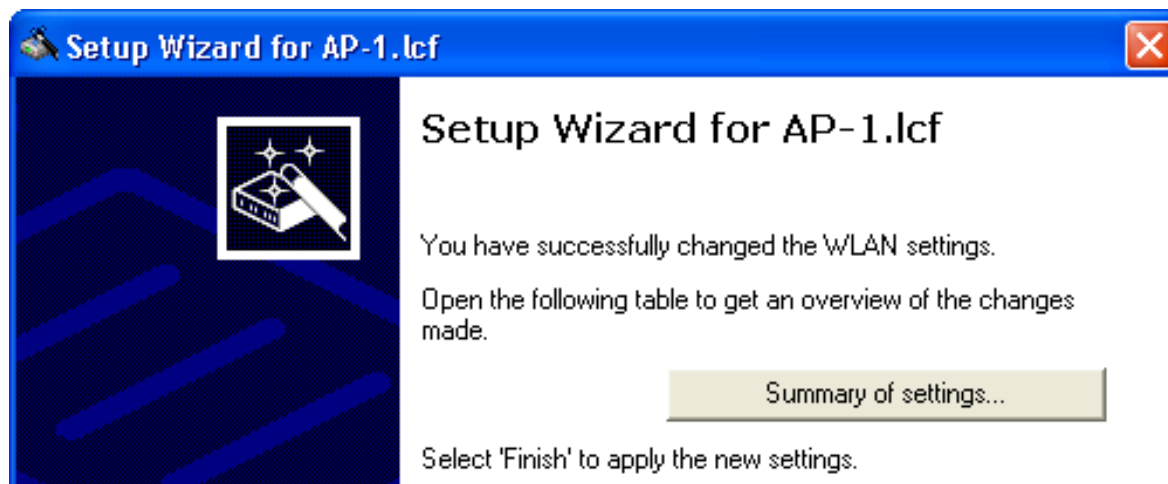 Setup Wizard for AP-1.lcf
Setup Wizard for AP-1.lcf
You have successfully changed the WLAN settings.
Open the following table to get an overview of the changes
made.
Summary of settings...
Select 'Finish' to apply the new settings.